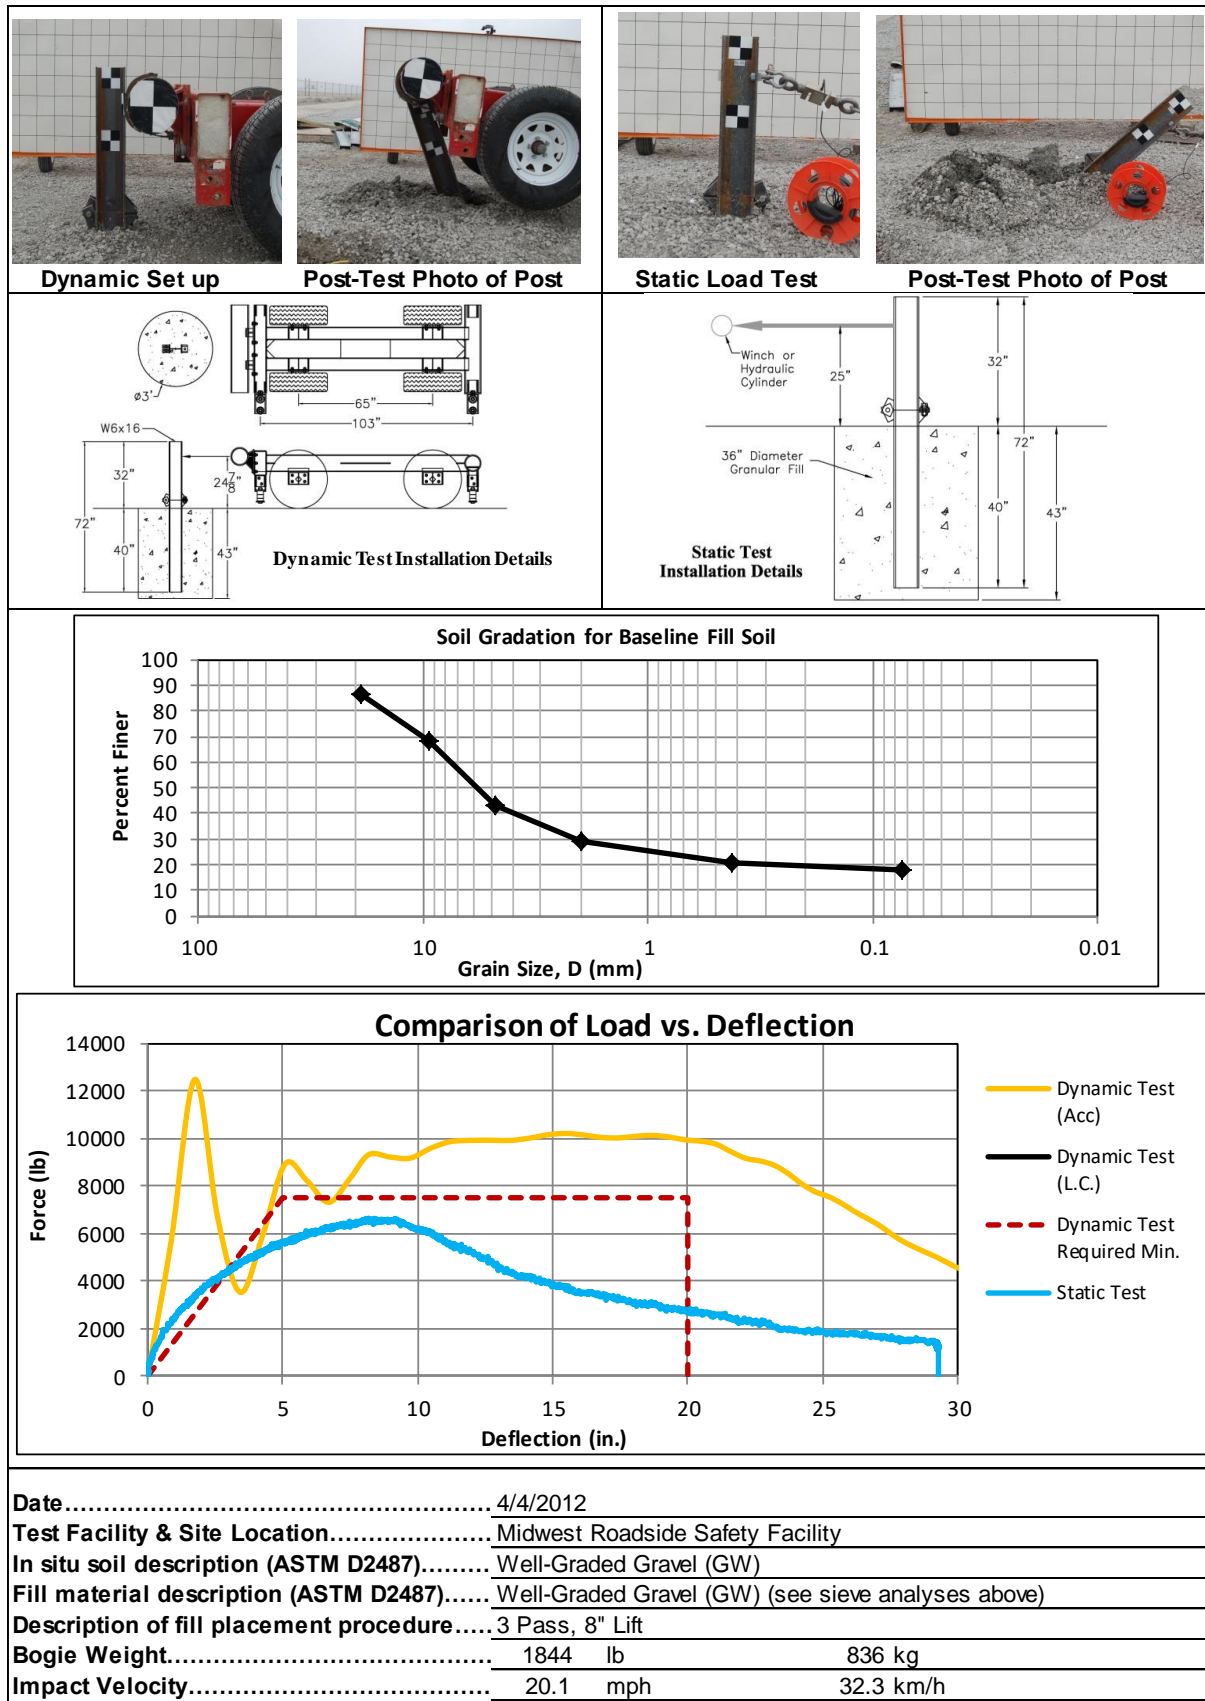 Dynamic Set up
Post-Test Photo of Post
Static Load Test
Post-Test Photo of Post
ø3'
65"
103"
W6x16
32"
72"
40"
24 7/8"
43"
Dynamic Test Installation Details
Winch or
Hydraulic
Cylinder
25"
32"
72"
36" Diameter
Granular Fill
40"
43"
Static Test
Installation Details
Soil Gradation for Baseline Fill Soil
Percent Finer
100
90
80
70
60
50
40
30
20
10
0
100 10 1 0.1 0.01
Grain Size, D (mm)
Comparison of Load vs. Deflection
Force (lb)
14000
12000
10000
8000
6000
4000
2000
0
0 5 10 15 20 25 30
Deflection (in.)
Dynamic Test
(Acc)
Dynamic Test
(L.C.)
Dynamic Test
Required Min.
Static Test
Date...................................................... 4/4/2012
Test Facility & Site Location..................... Midwest Roadside Safety Facility
In situ soil description (ASTM D2487)......... Well-Graded Gravel (GW)
Fill material description (ASTM D2487)...... Well-Graded Gravel (GW) (see sieve analyses above)
Description of fill placement procedure..... 3 Pass, 8" Lift
Bogie Weight.......................................... 1844 lb 836 kg
Impact Velocity....................................... 20.1 mph 32.3 km/h